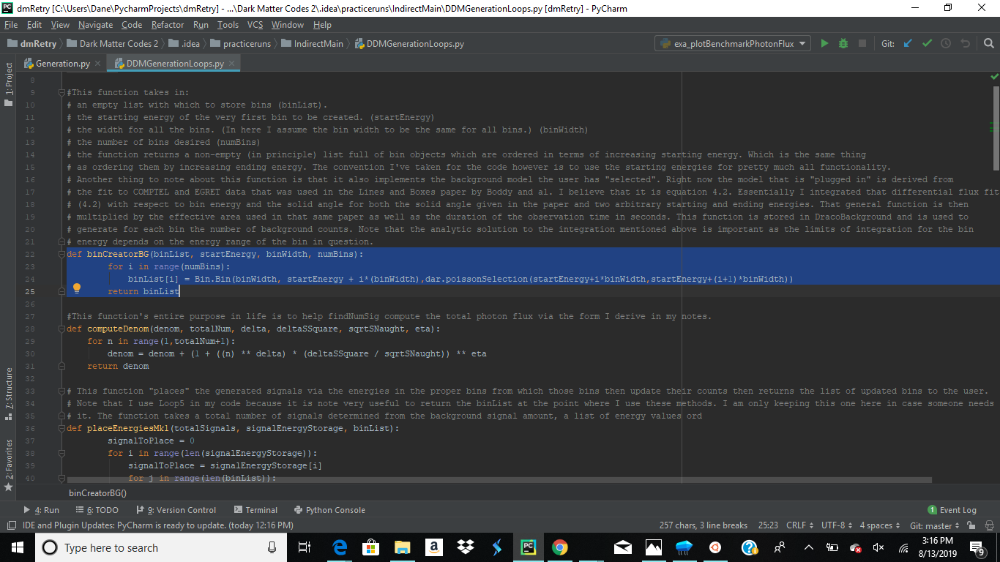 dmRetry [C:\Users\Dane\PycharmProjects\dmRetry] - ...\Dark Matter Codes 2\.idea\practiceruns\IndirectMain\DDMGenerationLoops.py [dmRetry] - PyCharm
File Edit View Navigate Code Refactor Run Tools VCS Window Help
dmRetry Dark Matter Codes 2 .idea practiceruns IndirectMain DDMGenerationLoops.py exa_plotBenchmarkPhotonFlux Git:
1: Project
Generation.py DDMGenerationLoops.py
8
9 #This function takes in:
10 # an empty list with which to store bins (binList).
11 # the starting energy of the very first bin to be created. (startEnergy)
12 # the width for all the bins. (In here I assume the bin width to be the same for all bins.) (binWidth)
13 # the number of bins desired (numBins)
14 # the function returns a non-empty (in principle) list full of bin objects which are ordered in terms of increasing starting energy. Which is the same thing
15 # as ordering them by increasing ending energy. The convention I've taken for the code however is to use the starting energies for pretty much all functionality.
16 # Another thing to note about this function is that it also implements the background model the user has "selected". Right now the model that is "plugged in" is derived from
17 # the fit to COMPTEL and EGRET data that was used in the Lines and Boxes paper by Boddy and al. I believe that it is equation 4.2. Essentially I integrated that differential flux fit
18 # (4.2) with respect to bin energy and the solid angle for both the solid angle given in the paper and two arbitrary starting and ending energies. That general function is then
19 # multiplied by the effective area used in that same paper as well as the duration of the observation time in seconds. This function is stored in DracoBackground and is used to
20 # generate for each bin the number of background counts. Note that the analytic solution to the integration mentioned above is important as the limits of integration for the bin
21 # energy depends on the energy range of the bin in question.
22 def binCreatorBG(binList, startEnergy, binWidth, numBins):
23 for i in range(numBins):
24 binList[i] = Bin.Bin(binWidth, startEnergy + i*(binWidth),dar.poissonSelection(startEnergy+i*binWidth,startEnergy+(i+1)*binWidth))
25 return binList
26
27 #This function's entire purpose in life is to help findNumSig compute the total photon flux via the form I derive in my notes.
28 def computeDenom(denom, totalNum, delta, deltaSSquare, sqrtSNaught, eta):
29 for n in range(1,totalNum+1):
30 denom = denom + (1 + ((n) ** delta) * (deltaSSquare / sqrtSNaught)) ** eta
31 return denom
32
33 # This function "places" the generated signals via the energies in the proper bins from which those bins then update their counts then returns the list of updated bins to the user.
34 # Note that I use Loop5 in my code because it is note very useful to return the binList at the point where I use these methods. I am only keeping this one here in case someone needs
35 # it. The function takes a total number of signals determined from the background signal amount, a list of energy values ord
36 def placeEnergiesMk1(totalSignals, signalEnergyStorage, binList):
37 signalToPlace = 0
38 for i in range(len(signalEnergyStorage)):
39 signalToPlace = signalEnergyStorage[i]
40 for j in range(len(binList)):
7: Structure
2: Favorites
binCreatorBG()
4: Run 6: TODO 9: Version Control Terminal Python Console 1 Event Log
IDE and Plugin Updates: PyCharm is ready to update. (today 12:16 PM) 257 chars, 3 line breaks 25:23 CRLF UTF-8 4 spaces Git: master
Type here to search
3:16 PM
8/13/2019
9